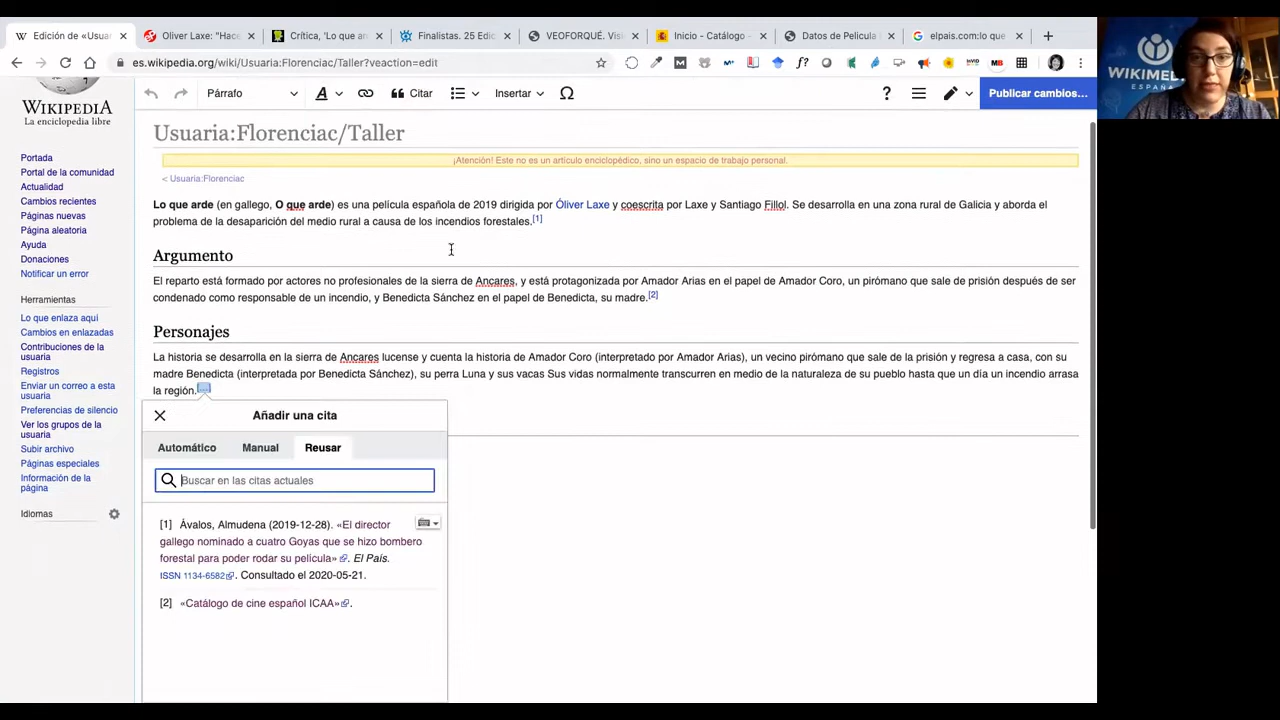 Edición de «Usua
Oliver Laxe: "Hace
Crítica, 'Lo que an
Finalistas. 25 Edic
VEOFORQUÉ. Visi
Inicio - Catálogo -
Datos de Pelicula
elpais.com:lo que
es.wikipedia.org/wiki/Usuaria:Florenciac/Taller?veaction=edit
WIKIPEDIA
La enciclopedia libre
Párrafo
A
Citar
Insertar
Ω
?
Publicar cambios...
WIKIMEDIA
ESPAÑA
Portada
Portal de la comunidad
Actualidad
Cambios recientes
Páginas nuevas
Página aleatoria
Ayuda
Donaciones
Notificar un error
Herramientas
Lo que enlaza aquí
Cambios en enlazadas
Contribuciones de la
usuaria
Registros
Enviar un correo a esta
usuaria
Preferencias de silencio
Ver los grupos de la
usuaria
Subir archivo
Páginas especiales
Información de la
página
Idiomas
Usuaria:Florenciac/Taller
¡Atención! Este no es un artículo enciclopédico, sino un espacio de trabajo personal.
< Usuaria:Florenciac
Lo que arde (en gallego, O que arde) es una película española de 2019 dirigida por Óliver Laxe y coescrita por Laxe y Santiago Fillol. Se desarrolla en una zona rural de Galicia y aborda el
problema de la desaparición del medio rural a causa de los incendios forestales.[1]
Argumento
El reparto está formado por actores no profesionales de la sierra de Ancares, y está protagonizada por Amador Arias en el papel de Amador Coro, un pirómano que sale de prisión después de ser
condenado como responsable de un incendio, y Benedicta Sánchez en el papel de Benedicta, su madre.[2]
Personajes
La historia se desarrolla en la sierra de Ancares lucense y cuenta la historia de Amador Coro (interpretado por Amador Arias), un vecino pirómano que sale de la prisión y regresa a casa, con su
madre Benedicta (interpretada por Benedicta Sánchez), su perra Luna y sus vacas Sus vidas normalmente transcurren en medio de la naturaleza de su pueblo hasta que un día un incendio arrasa
la región.
Añadir una cita
Automático
Manual
Reusar
Buscar en las citas actuales
[1] Ávalos, Almudena (2019-12-28). «El director
gallego nominado a cuatro Goyas que se hizo bombero
forestal para poder rodar su película». El País.
ISSN 1134-6582. Consultado el 2020-05-21.
[2] «Catálogo de cine español ICAA».